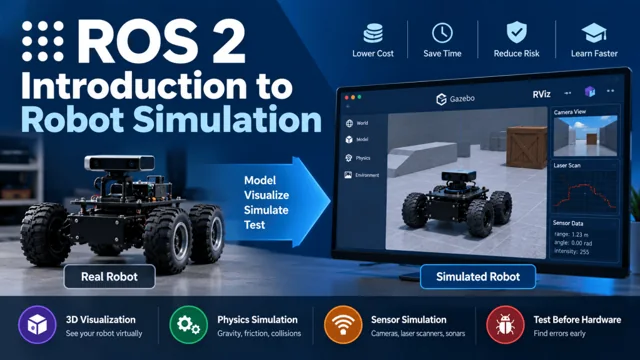 ROS 2
Introduction to
Robot Simulation
Lower Cost
Save Time
Reduce Risk
Learn Faster
Gazebo
RViz
World
Model
Physics
Environment
Camera View
Laser Scan
Sensor Data
range: 1.23 m
angle: 0.00 rad
intensity: 255
Model
Visualize
Simulate
Test
Real Robot
Simulated Robot
3D Visualization
See your robot virtually
Physics Simulation
Gravity, friction, collisions
Sensor Simulation
Cameras, laser scanners, sonars
Test Before Hardware
Find errors early